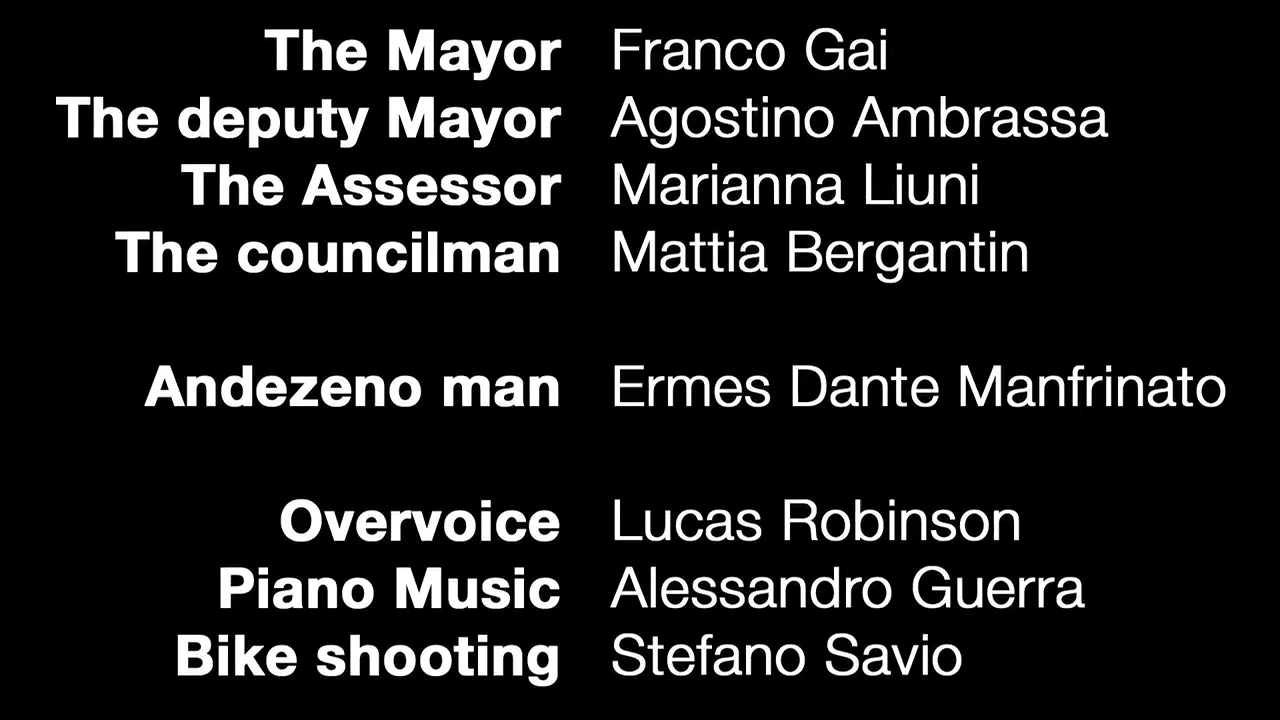 The Mayor Franco Gai
The deputy Mayor Agostino Ambrassa
The Assessor Marianna Liuni
The councilman Mattia Bergantin
Andezeno man Ermes Dante Manfrinato
Overvoice Lucas Robinson
Piano Music Alessandro Guerra
Bike shooting Stefano Savio